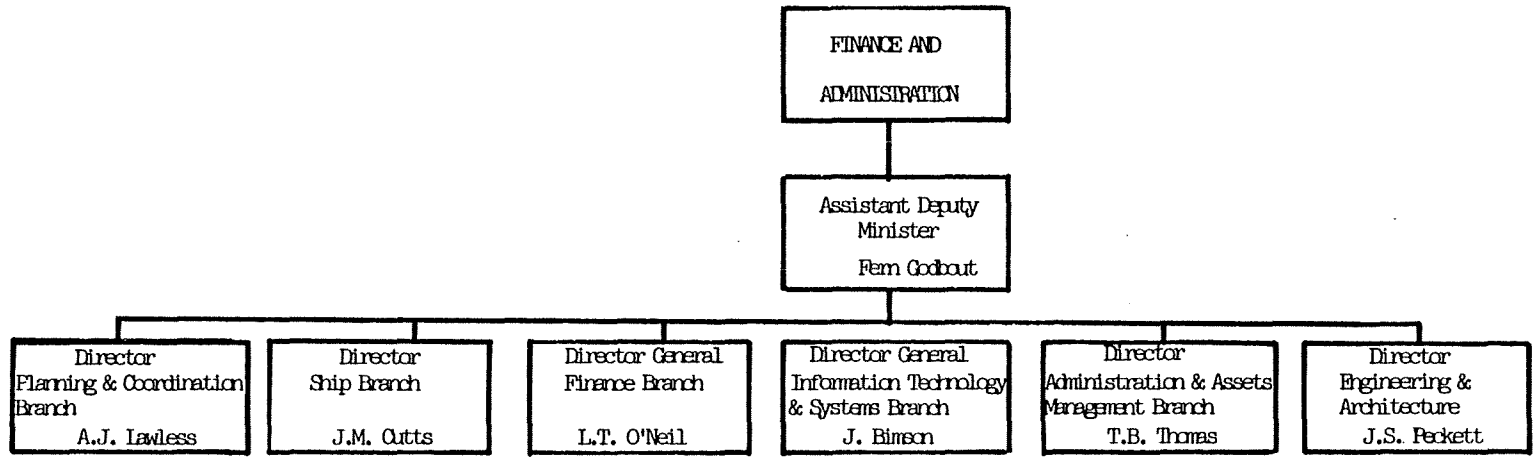 FINANCE AND
ADMINISTRATION
Assistant Deputy
Minister
Fern Godbout
Director
Planning & Coordination
Branch
A.J. Lawless
Director
Ship Branch
J.M. Cutts
Director General
Finance Branch
L.T. O'Neil
Director General
Information Technology
& Systems Branch
J. Bimson
Director
Administration & Assets
Management Branch
T.B. Thomas
Director
Engineering &
Architecture
J.S. Peckett